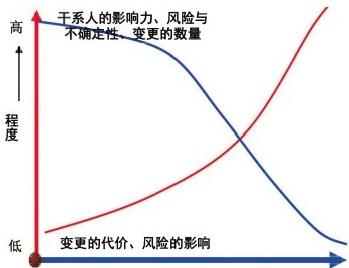 高
干系人的影响力、风险与
不确定性、变更的数量
程度
低
变更的代价、风险的影响